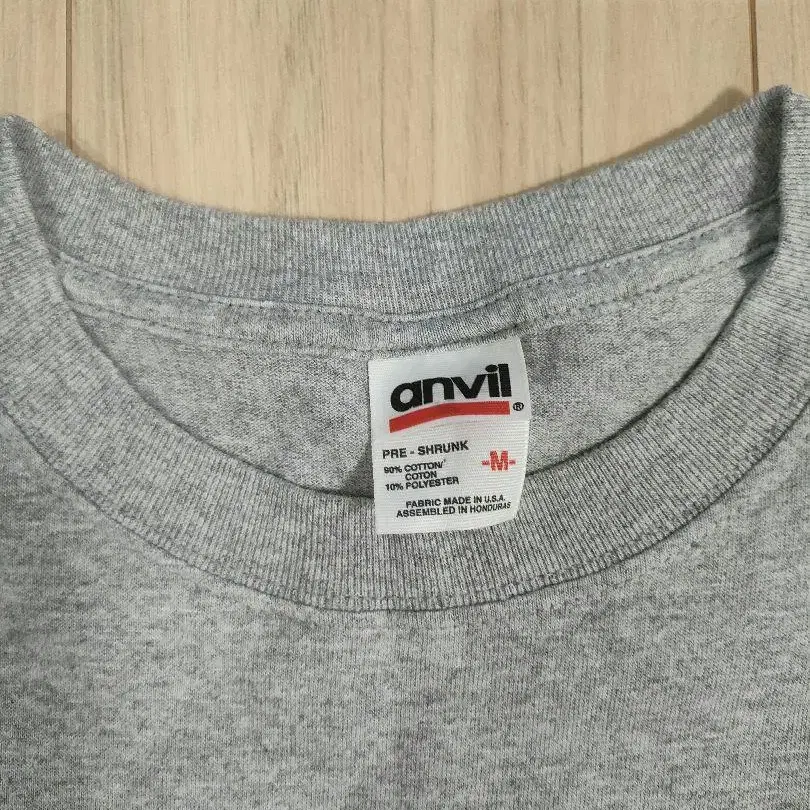 anvil®
PRE - SHRUNK
90% COTTON/
COTON
10% POLYESTER
-M-
FABRIC MADE IN U.S.A.
ASSEMBLED IN HONDURAS